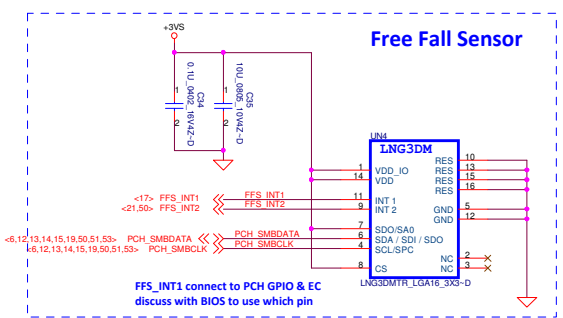 +3VS
Free Fall Sensor
1
2
0.1U_0402_16V4Z~D
C34
1
2
10U_0805_10V4Z~D
C35
UN4
LNG3DM
1 VDD_IO
14 VDD
RES 10
RES 13
RES 15
RES 16
<17> FFS_INT1 FFS_INT1 11 INT 1
<21,50> FFS_INT2 FFS_INT2 9 INT 2
GND 5
GND 12
7 SDO/SA0
<6,12,13,14,15,19,50,51,53> PCH_SMBDATA PCH_SMBDATA 6 SDA / SDI / SDO
<6,12,13,14,15,19,50,51,53> PCH_SMBCLK PCH_SMBCLK 4 SCL/SPC
NC 2
NC 3
8 CS
LNG3DMTR_LGA16_3X3~D
FFS_INT1 connect to PCH GPIO & EC
discuss with BIOS to use which pin